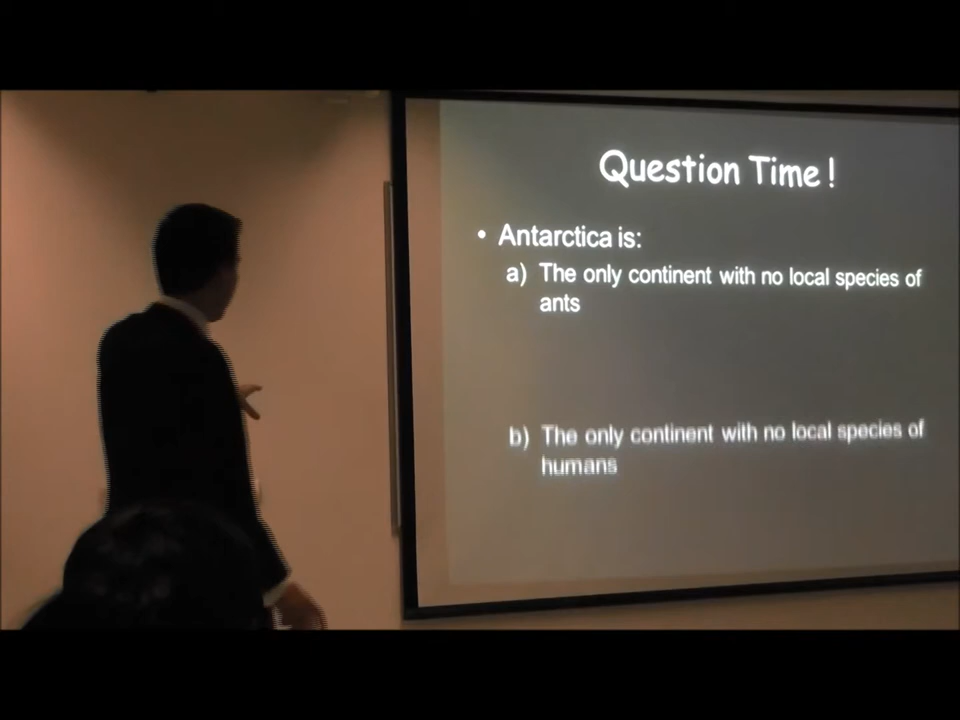 Question Time !
• Antarctica is:
a) The only continent with no local species of
ants
b) The only continent with no local species of
humans